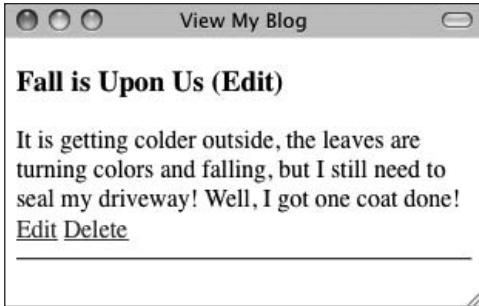 View My Blog
Fall is Upon Us (Edit)
It is getting colder outside, the leaves are
turning colors and falling, but I still need to
seal my driveway! Well, I got one coat done!
Edit Delete